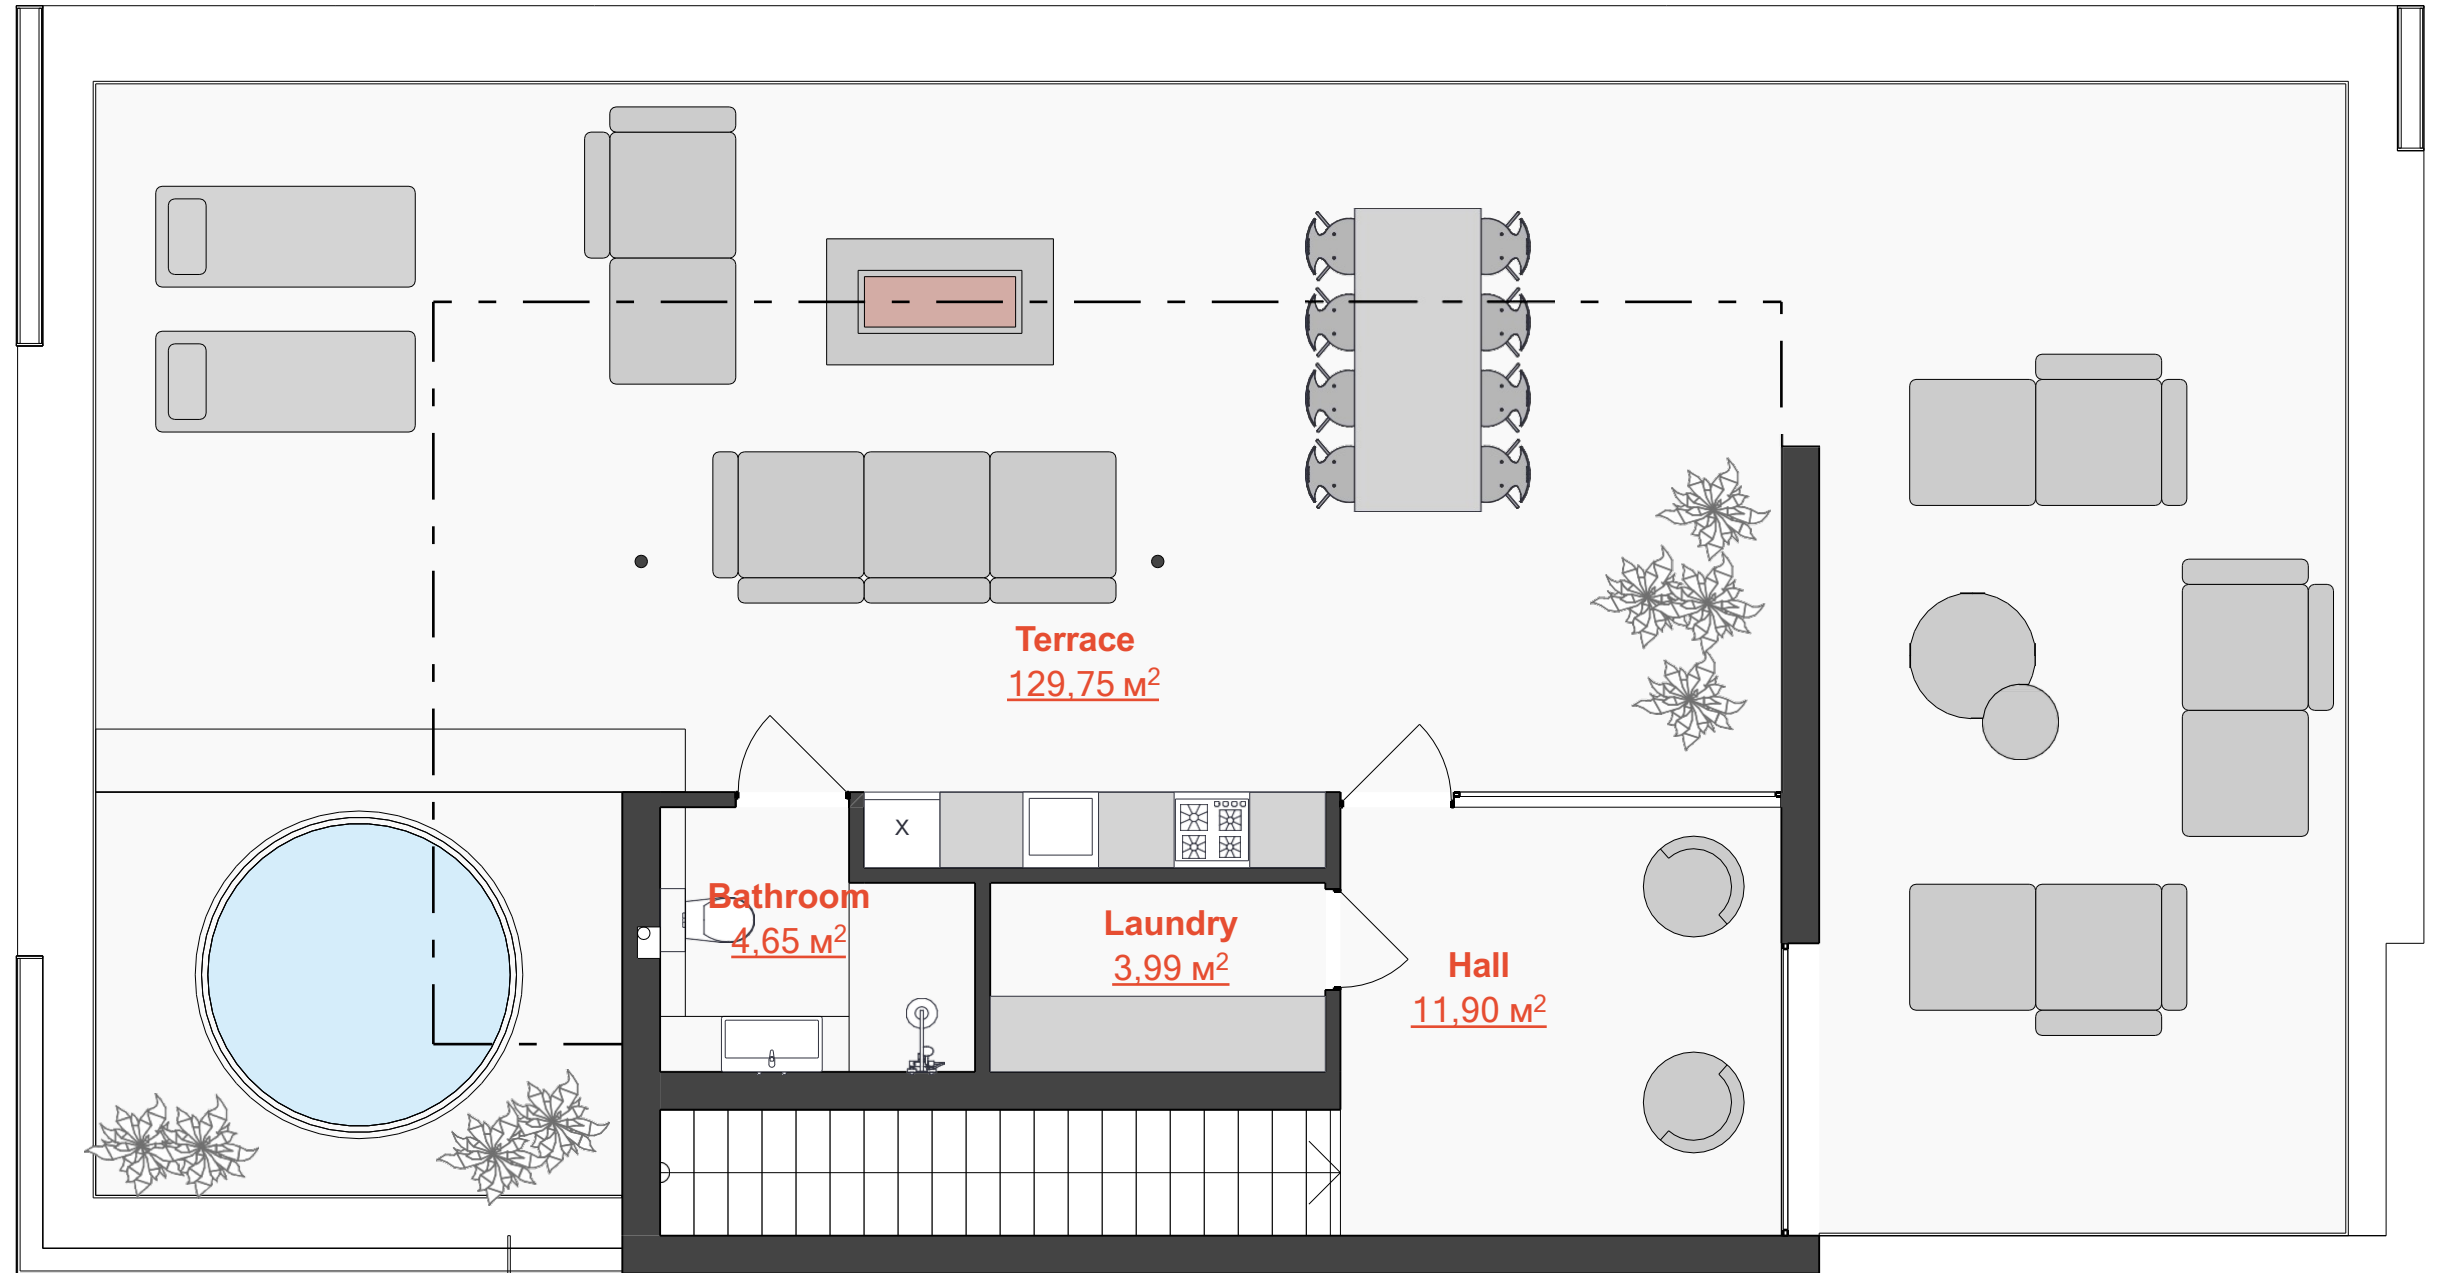 Terrace
129,75 м²
X
Bathroom
4,65 м²
Laundry
3,99 м²
Hall
11,90 м²